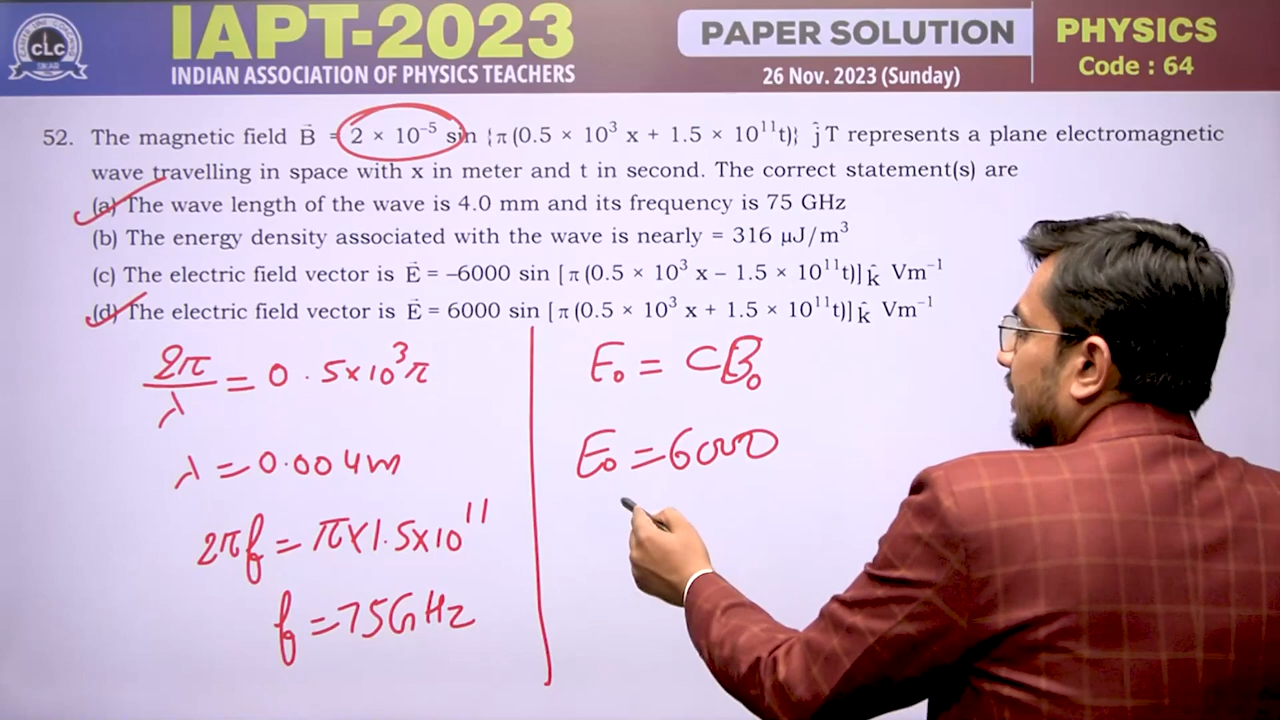 CLC
SIKAR
IAPT-2023
INDIAN ASSOCIATION OF PHYSICS TEACHERS
PAPER SOLUTION
26 Nov. 2023 (Sunday)
PHYSICS
Code : 64
52. The magnetic field B⃗ = 2 × 10⁻⁵ sin {π (0.5 × 10³ x + 1.5 × 10¹¹t)} ĵ T represents a plane electromagnetic
wave travelling in space with x in meter and t in second. The correct statement(s) are
(a) The wave length of the wave is 4.0 mm and its frequency is 75 GHz
(b) The energy density associated with the wave is nearly = 316 μJ/m³
(c) The electric field vector is E⃗ = –6000 sin [π (0.5 × 10³ x – 1.5 × 10¹¹t)] k̂ Vm⁻¹
(d) The electric field vector is E⃗ = 6000 sin [π (0.5 × 10³ x + 1.5 × 10¹¹t)] k̂ Vm⁻¹
2π/λ = 0.5×10³π
λ = 0.004m
2πf = π×1.5×10¹¹
f = 75GHz
E₀ = CB₀
E₀ = 6000